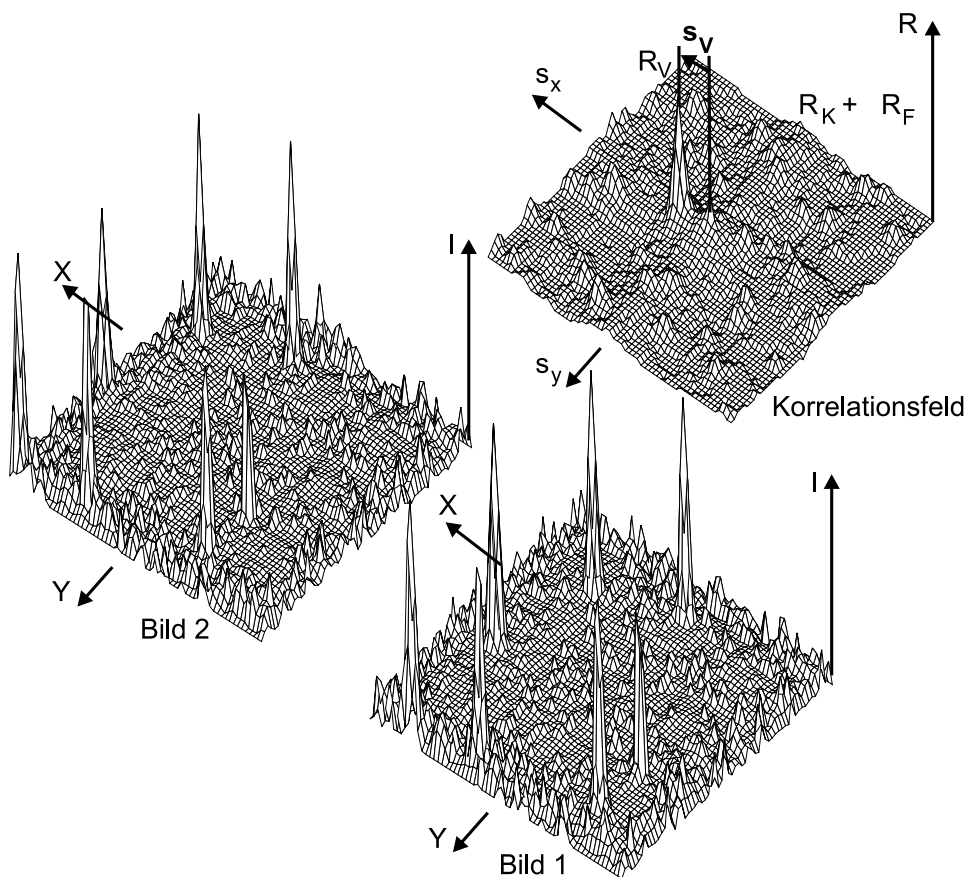 R
s_V
R_V
s_x
R_K + R_F
s_y
Korrelationsfeld
I
X
Y
Bild 2
I
X
Y
Bild 1